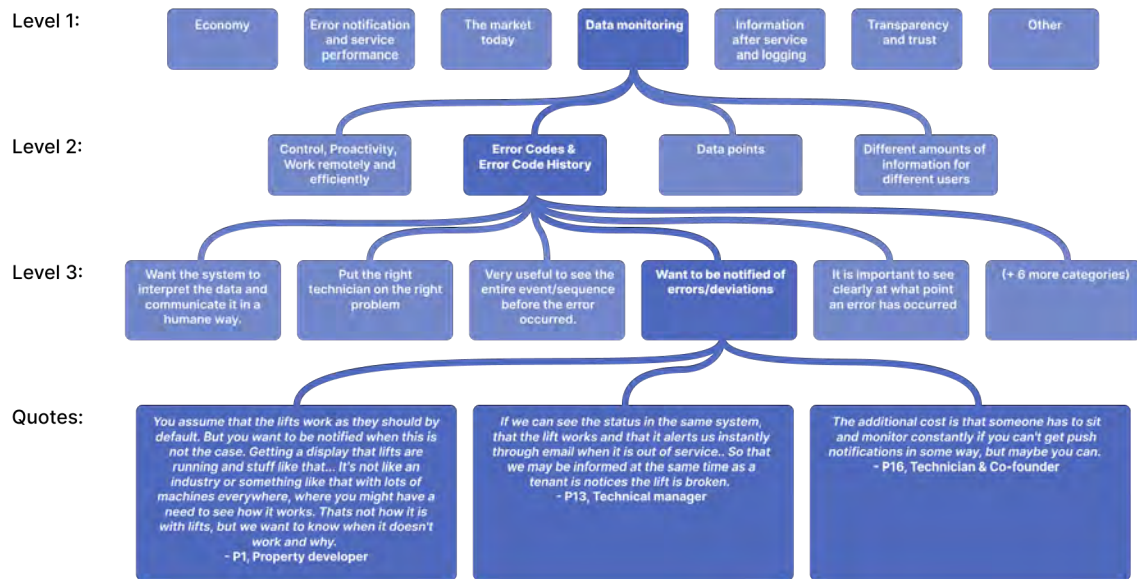 Level 1:
Economy
Error notification
and service
performance
The market
today
Data monitoring
Information
after service
and logging
Transparency
and trust
Other
Level 2:
Control, Proactivity,
Work remotely and
efficiently
Error Codes &
Error Code History
Data points
Different amounts of
information for
different users
Level 3:
Want the system to
interpret the data and
communicate it in a
humane way.
Put the right
technician on the right
problem
Very useful to see the
entire event/sequence
before the error
occurred.
Want to be notified of
errors/deviations
It is important to see
clearly at what point
an error has occurred
(+ 6 more categories)
Quotes:
You assume that the lifts work as they should by
default. But you want to be notified when this is
not the case. Getting a display that lifts are
running and stuff like that... It's not like an
industry or something like that with lots of
machines everywhere, where you might have a
need to see how it works. Thats not how it is
with lifts, but we want to know when it doesn't
work and why.
- P1, Property developer
If we can see the status in the same system,
that the lift works and that it alerts us instantly
through email when it is out of service.. So that
we may be informed at the same time as a
tenant is notices the lift is broken.
- P13, Technical manager
The additional cost is that someone has to sit
and monitor constantly if you can't get push
notifications in some way, but maybe you can.
- P16, Technician & Co-founder